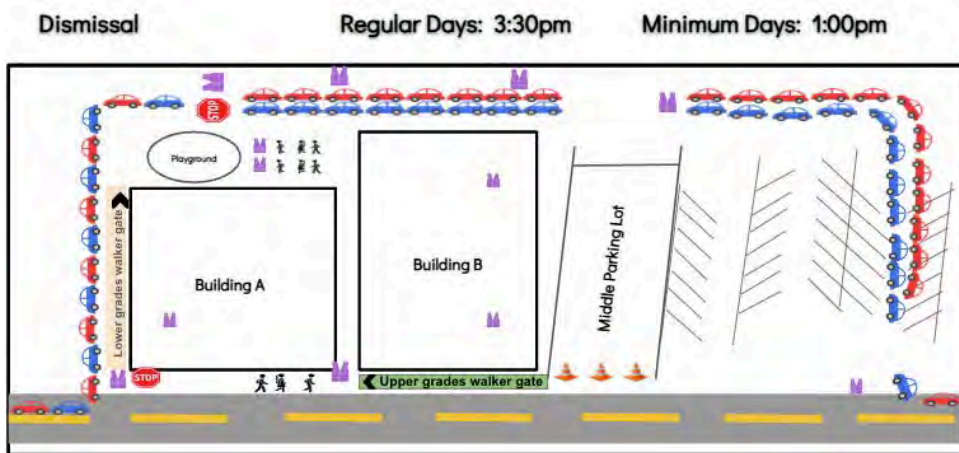 Dismissal Regular Days: 3:30pm Minimum Days: 1:00pm
STOP
Playground
Lower grades walker gate
Building A
Building B
Middle Parking Lot
STOP
Upper grades walker gate